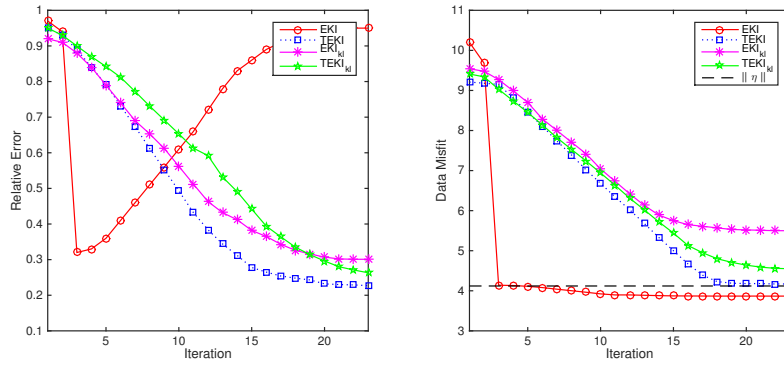 Relative Error
1
0.9
0.8
0.7
0.6
0.5
0.4
0.3
0.2
0.1
5
10
15
20
Iteration
EKI
TEKI
EKI_kl
TEKI_kl
Data Misfit
11
10
9
8
7
6
5
4
3
5
10
15
20
Iteration
EKI
TEKI
EKI_kl
TEKI_kl
|| η ||